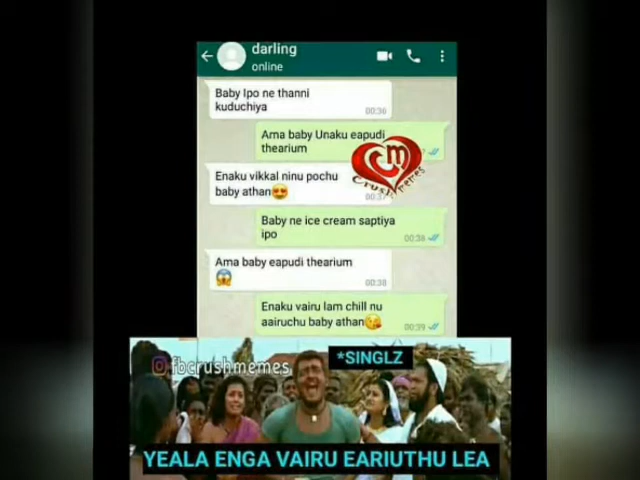 darling
online
Baby Ipo ne thanni
kuduchiya
00:36
Ama baby Unaku eapudi
thearium
Enaku vikkal ninu pochu
baby athan😍
00:37
Baby ne ice cream saptiya
ipo
00:38
Ama baby eapudi thearium
😱
00:38
Enaku vairu lam chill nu
aairuchu baby athan😘
00:39
CM
Crush memes
fbcrushmemes
*SINGLZ
YEALA ENGA VAIRU EARIUTHU LEA